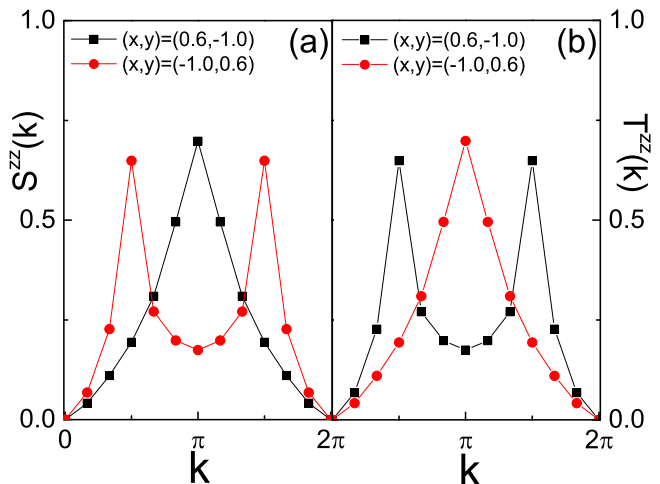 1.0
(x,y)=(0.6,-1.0)
(x,y)=(-1.0,0.6)
(a)
S^{zz}(k)
0.5
0.0
0
π
2π
k
(x,y)=(0.6,-1.0)
(x,y)=(-1.0,0.6)
(b)
1.0
T^{zz}(k)
0.5
0.0
π
2π
k